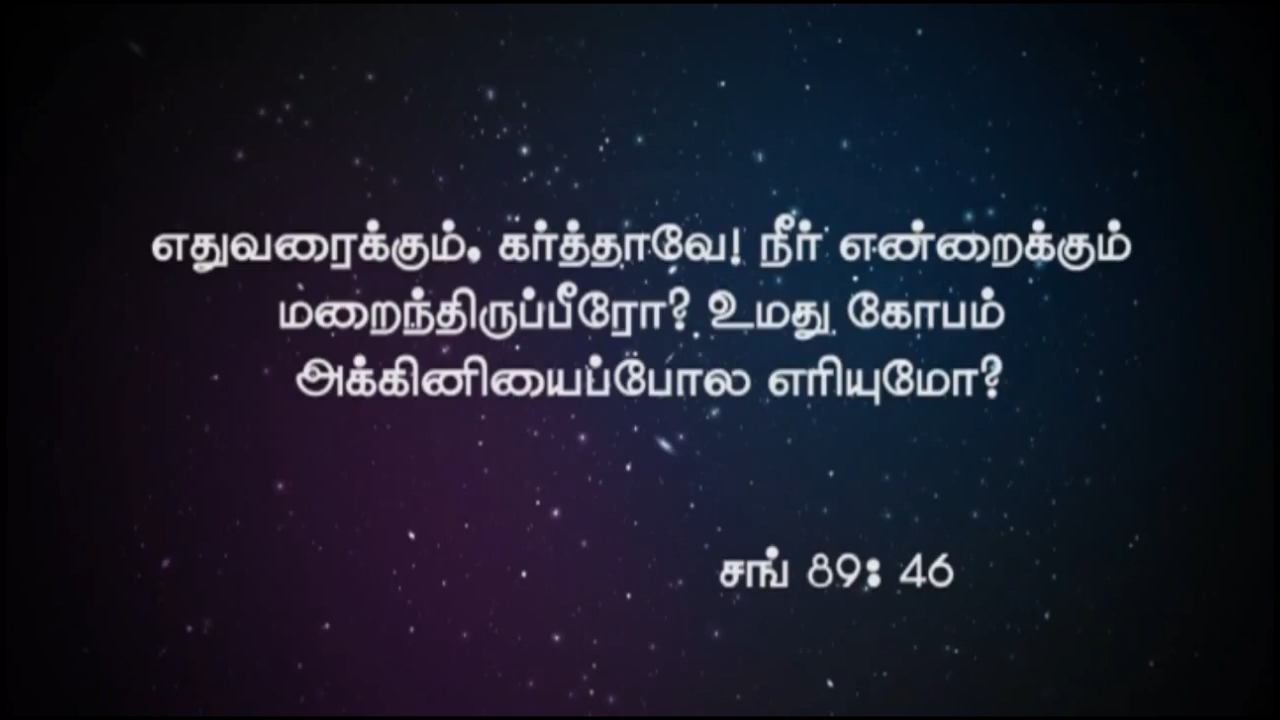 எதுவரைக்கும், கர்த்தாவே! நீர் என்றைக்கும்
மறைந்திருப்பீரோ? உமது கோபம்
அக்கினியைப்போல எரியுமோ?
சங் 89: 46